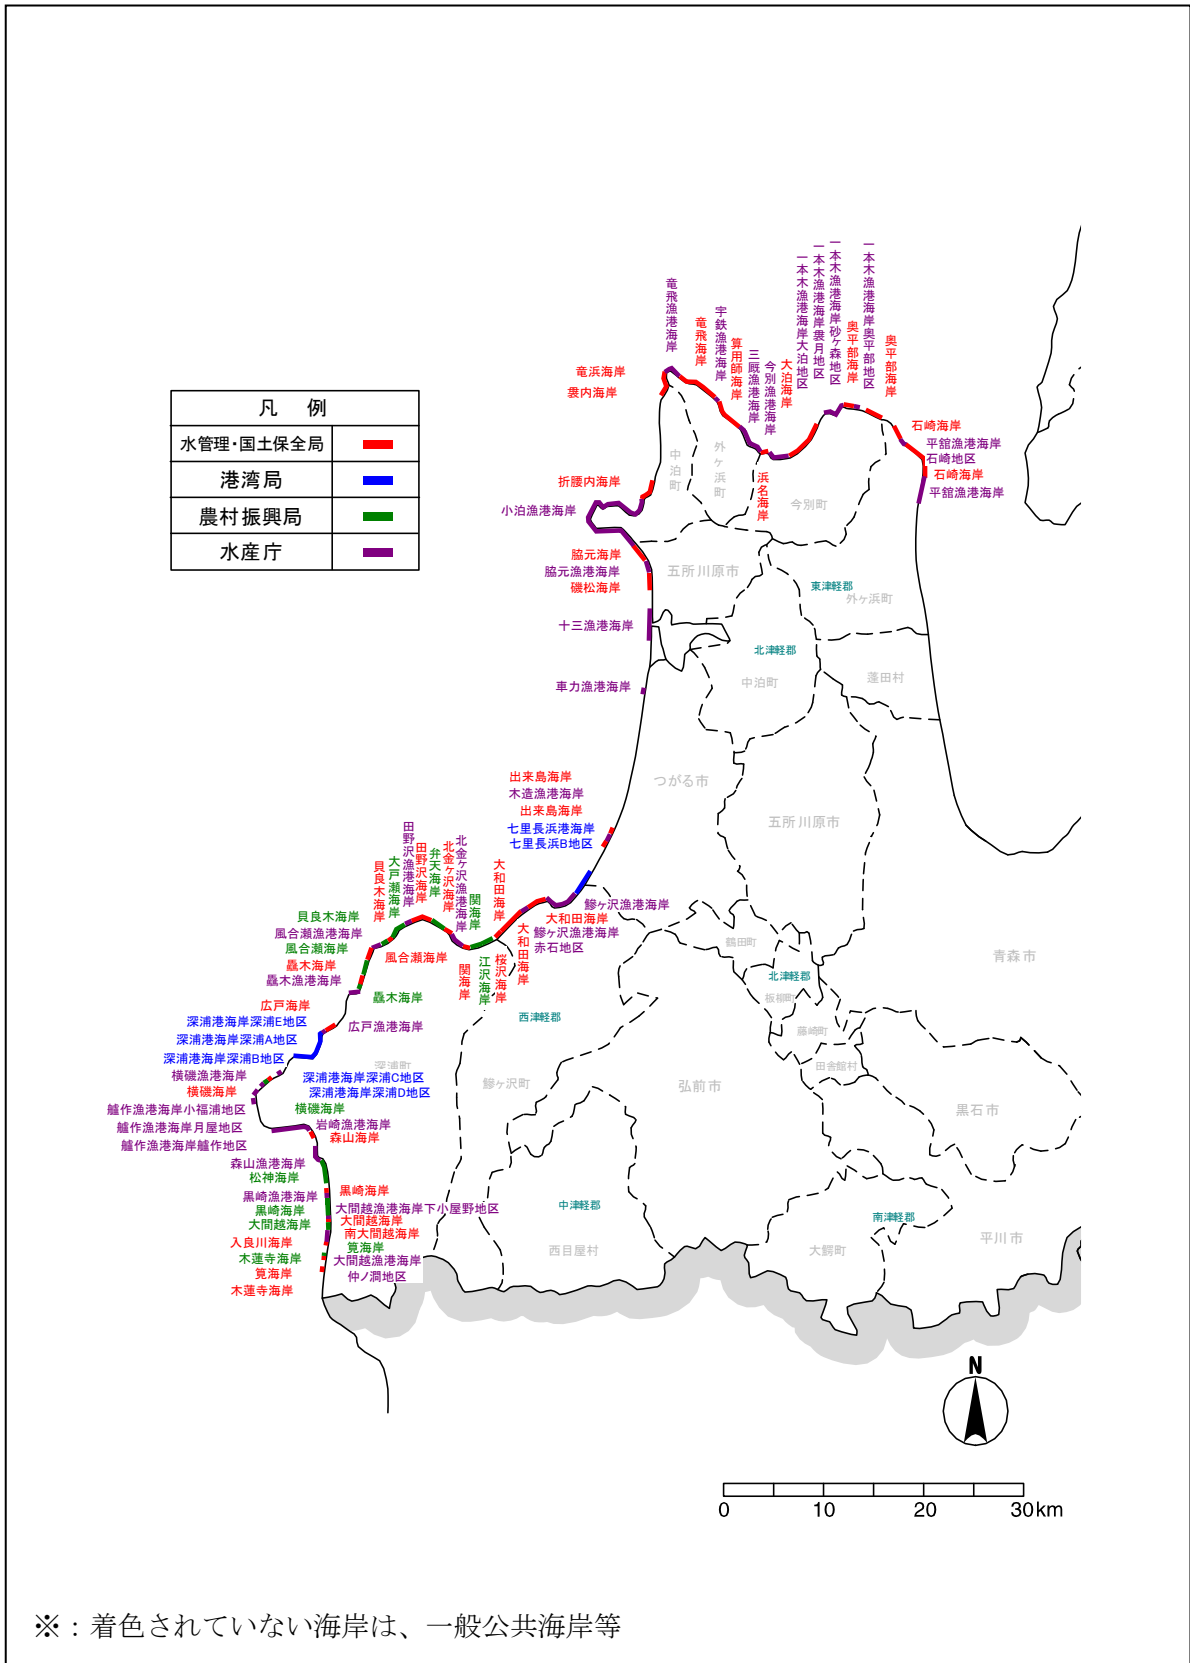 凡 例
水管理・国土保全局
港湾局
農村振興局
水産庁
竜飛漁港海岸
竜飛海岸
宇鉄漁港海岸
算用師海岸
三厩漁港海岸
今別漁港海岸
大泊海岸
一本木漁港海岸大泊地区
一本木漁港海岸袰月地区
一本木漁港海岸砂ヶ森地区
奥平部海岸
一本木漁港海岸奥平部地区
奥平部海岸
竜浜海岸
袰内海岸
石崎海岸
平舘漁港海岸
石崎地区
石崎海岸
平舘漁港海岸
中泊町
外ヶ浜町
浜名海岸
今別町
折腰内海岸
小泊漁港海岸
脇元海岸
脇元漁港海岸
磯松海岸
五所川原市
東津軽郡
外ヶ浜町
十三漁港海岸
北津軽郡
中泊町
蓬田村
車力漁港海岸
つがる市
出来島海岸
木造漁港海岸
出来島海岸
七里長浜港海岸
七里長浜B地区
五所川原市
貝良木海岸
大戸瀬海岸
田野沢漁港海岸
田野沢海岸
弁天海岸
北金ヶ沢海岸
北金ヶ沢漁港海岸
関海岸
大和田海岸
鰺ヶ沢漁港海岸
大和田海岸
鰺ヶ沢漁港海岸
赤石地区
大和田海岸
桜沢海岸
江沢海岸
関海岸
貝良木海岸
風合瀬漁港海岸
風合瀬海岸
風合瀬海岸
驫木海岸
驫木漁港海岸
驫木海岸
広戸海岸
深浦港海岸深浦E地区
広戸漁港海岸
深浦港海岸深浦A地区
深浦港海岸深浦B地区
深浦町
横磯漁港海岸
深浦港海岸深浦C地区
横磯海岸
深浦港海岸深浦D地区
艫作漁港海岸小福浦地区
横磯海岸
艫作漁港海岸月屋地区
岩崎漁港海岸
艫作漁港海岸艫作地区
森山海岸
森山漁港海岸
松神海岸
黒崎漁港海岸
黒崎海岸
黒崎海岸
大間越漁港海岸下小屋野地区
大間越海岸
大間越海岸
入良川海岸
南大間越海岸
木蓮寺海岸
筧海岸
筧海岸
大間越漁港海岸
木蓮寺海岸
仲ノ澗地区
鶴田町
北津軽郡
板柳町
青森市
西津軽郡
藤崎町
田舎館村
鰺ヶ沢町
弘前市
黒石市
中津軽郡
南津軽郡
西目屋村
大鰐町
平川市
N
0 10 20 30km
※：着色されていない海岸は、一般公共海岸等